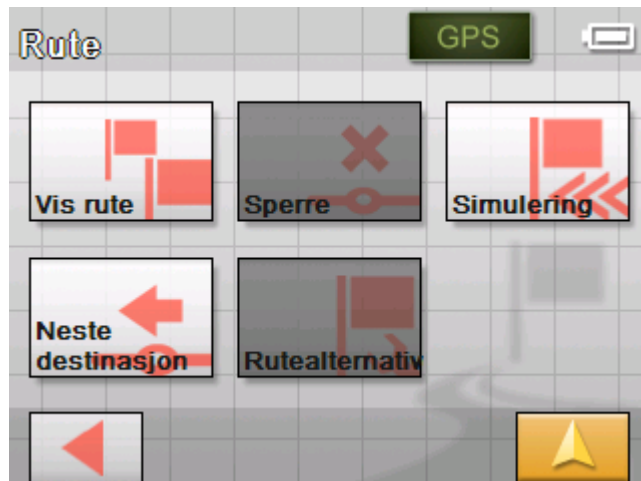 Rute
GPS
Vis rute
Sperre
Simulering
Neste
destinasjon
Rutealternativ